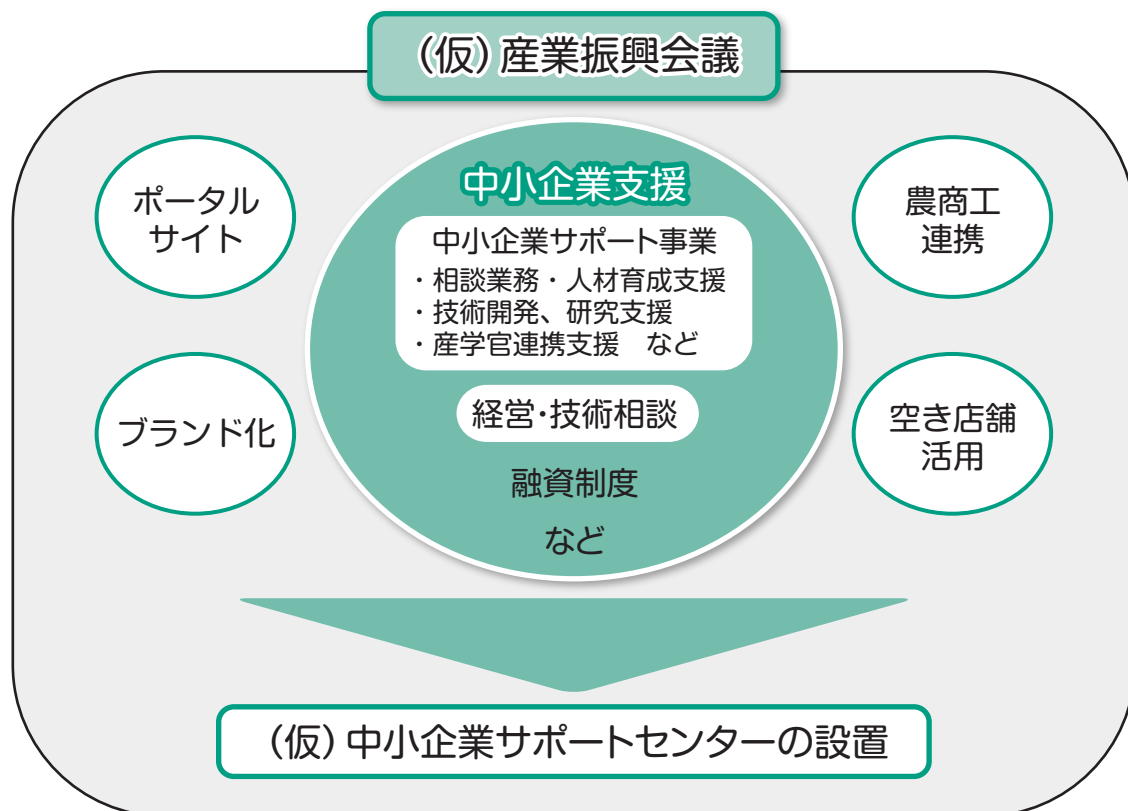 （仮）産業振興会議
ポータル
サイト
ブランド化
中小企業支援
中小企業サポート事業
・相談業務・人材育成支援
・技術開発、研究支援
・産学官連携支援　など
経営・技術相談
融資制度
など
農商工
連携
空き店舗
活用
（仮）中小企業サポートセンターの設置